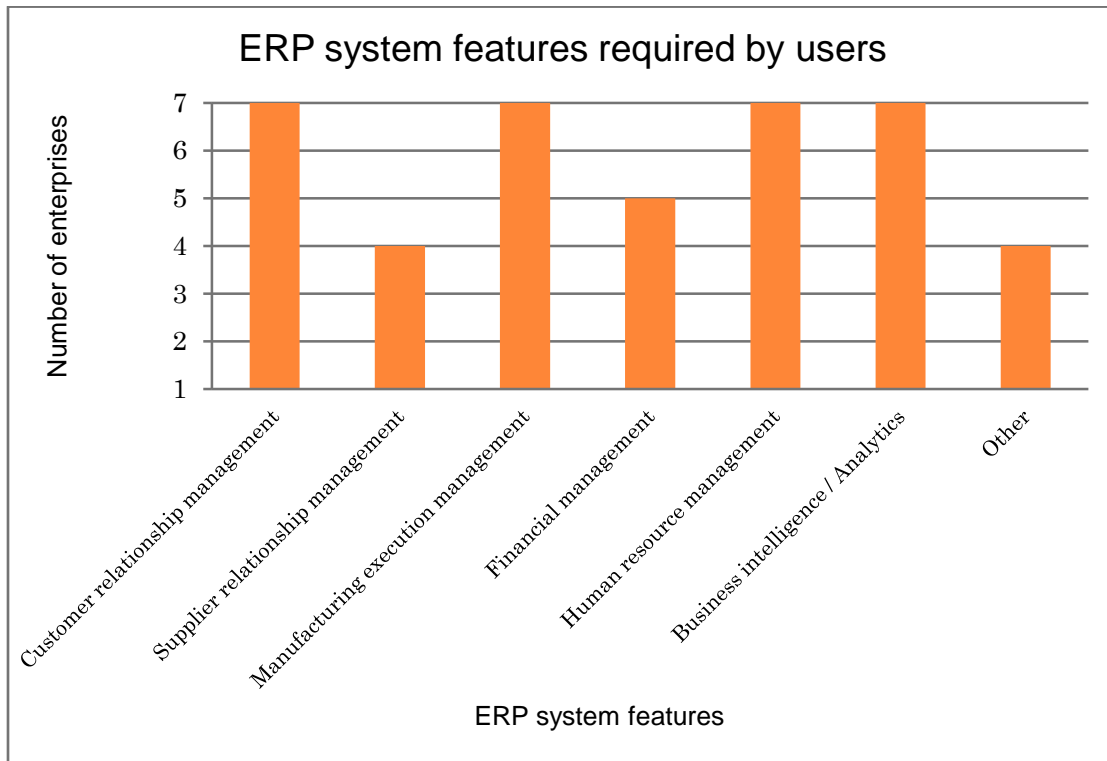 ERP system features required by users
Number of enterprises
7
6
5
4
3
2
1
Customer relationship management
Supplier relationship management
Manufacturing execution management
Financial management
Human resource management
Business intelligence / Analytics
Other
ERP system features